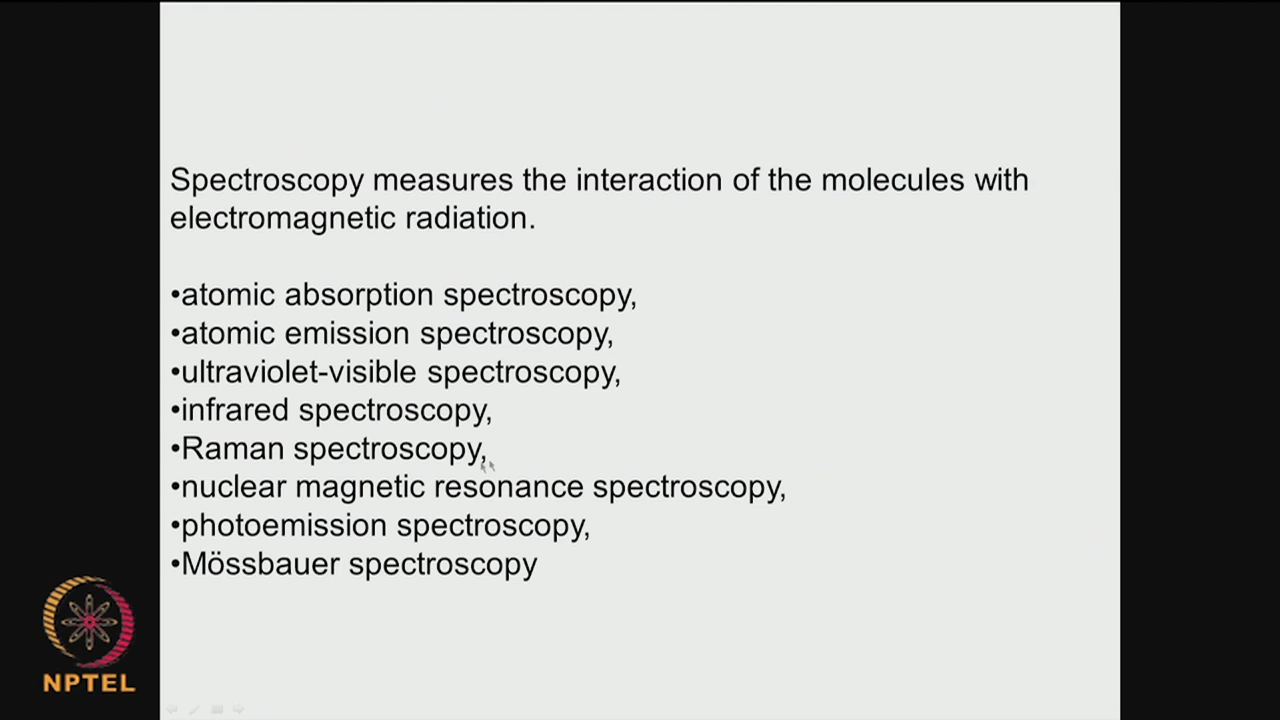 Spectroscopy measures the interaction of the molecules with
electromagnetic radiation.
•atomic absorption spectroscopy,
•atomic emission spectroscopy,
•ultraviolet-visible spectroscopy,
•infrared spectroscopy,
•Raman spectroscopy,
•nuclear magnetic resonance spectroscopy,
•photoemission spectroscopy,
•Mössbauer spectroscopy
NPTEL